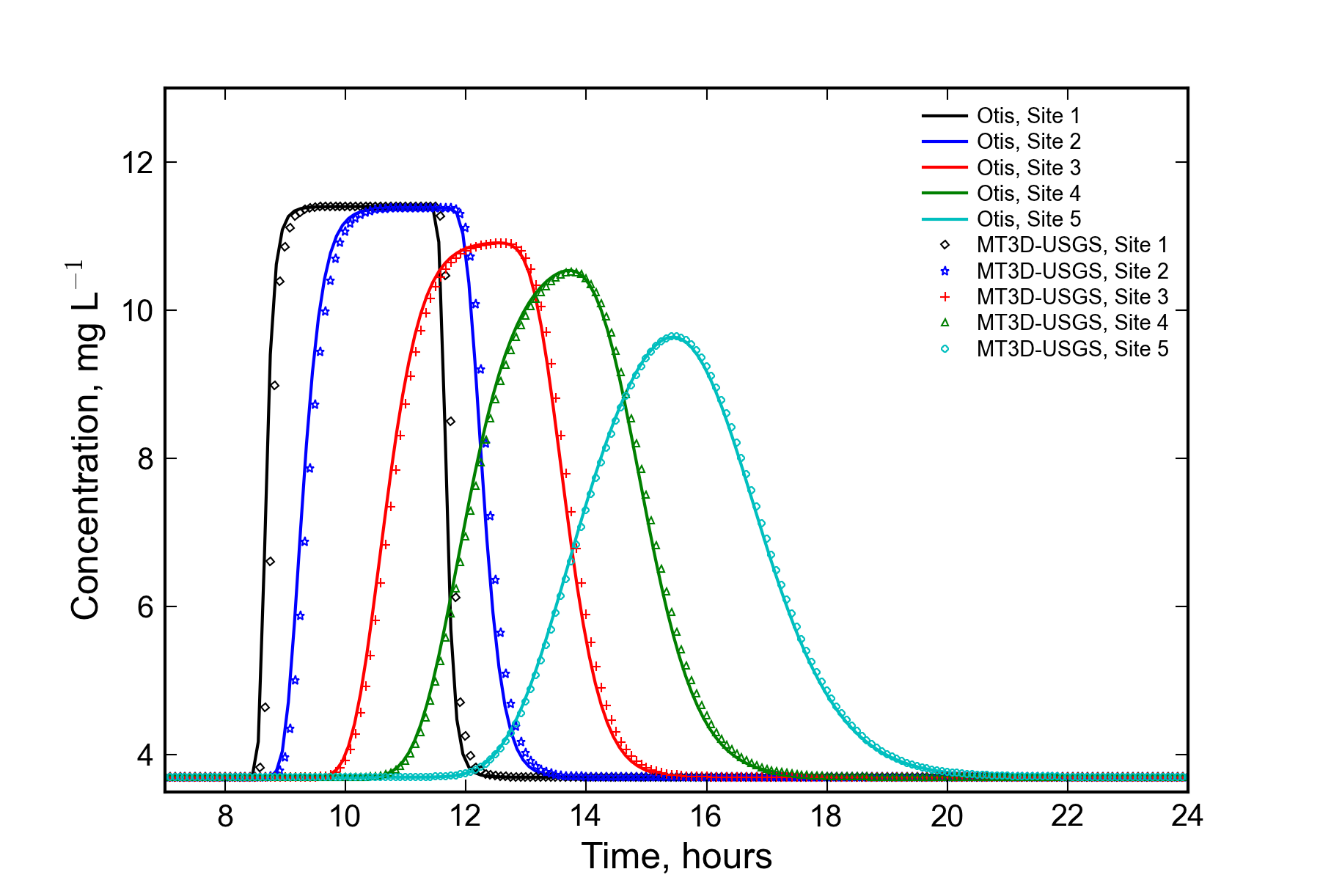 Otis, Site 1
Otis, Site 2
Otis, Site 3
Otis, Site 4
Otis, Site 5
MT3D-USGS, Site 1
MT3D-USGS, Site 2
MT3D-USGS, Site 3
MT3D-USGS, Site 4
MT3D-USGS, Site 5
Concentration, mg L⁻¹
12
10
8
6
4
8 10 12 14 16 18 20 22 24
Time, hours